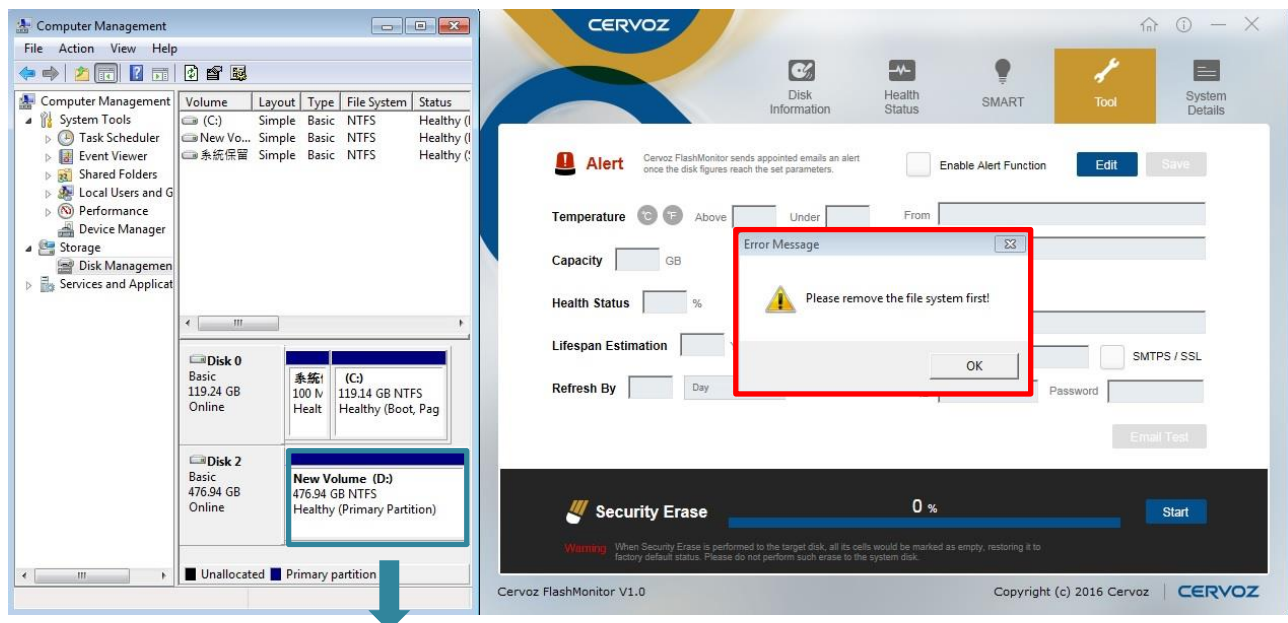 Computer Management
File Action View Help
Computer Management
System Tools
Task Scheduler
Event Viewer
Shared Folders
Local Users and G
Performance
Device Manager
Storage
Disk Managemen
Services and Applicat
Volume Layout Type File System Status
(C:) Simple Basic NTFS Healthy (
New Vo... Simple Basic NTFS Healthy (
系統保留 Simple Basic NTFS Healthy (
Disk 0
Basic
119.24 GB
Online
系統
100 M
Healt
(C:)
119.14 GB NTFS
Healthy (Boot, Pag
Disk 2
Basic
476.94 GB
Online
New Volume (D:)
476.94 GB NTFS
Healthy (Primary Partition)
Unallocated Primary partition
CERVOZ
Disk Information
Health Status
SMART
Tool
System Details
Alert
Cervoz FlashMonitor sends appointed emails an alert
once the disk figures reach the set parameters.
Enable Alert Function
Edit
Save
Temperature °C °F Above Under From
Capacity GB
Health Status %
Lifespan Estimation
SMTPS / SSL
Refresh By Day
Password
Email Test
Error Message
Please remove the file system first!
OK
Security Erase
0 %
Start
Warning When Security Erase is performed to the target disk, all its cells would be marked as empty, restoring it to
factory default status. Please do not perform such erase to the system disk.
Cervoz FlashMonitor V1.0
Copyright (c) 2016 Cervoz
CERVOZ